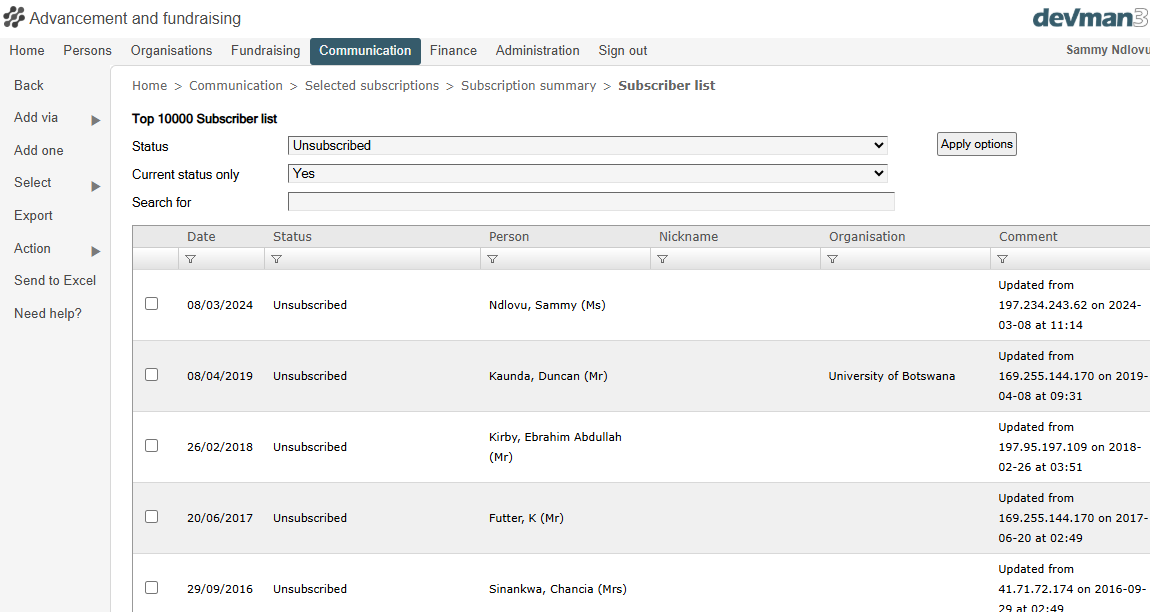 Advancement and fundraising
devman3
Home Persons Organisations Fundraising Communication Finance Administration Sign out
Sammy Ndlovu
Back
Add via
Add one
Select
Export
Action
Send to Excel
Need help?
Home > Communication > Selected subscriptions > Subscription summary > Subscriber list
Top 10000 Subscriber list
Status Unsubscribed Apply options
Current status only Yes
Search for
Date Status Person Nickname Organisation Comment
08/03/2024 Unsubscribed Ndlovu, Sammy (Ms) Updated from
197.234.243.62 on 2024-
03-08 at 11:14
08/04/2019 Unsubscribed Kaunda, Duncan (Mr) University of Botswana Updated from
169.255.144.170 on 2019-
04-08 at 09:31
26/02/2018 Unsubscribed Kirby, Ebrahim Abdullah
(Mr) Updated from
197.95.197.109 on 2018-
02-26 at 03:51
20/06/2017 Unsubscribed Futter, K (Mr) Updated from
169.255.144.170 on 2017-
06-20 at 02:49
29/09/2016 Unsubscribed Sinankwa, Chancia (Mrs) Updated from
41.71.72.174 on 2016-09-
29 at 02:49